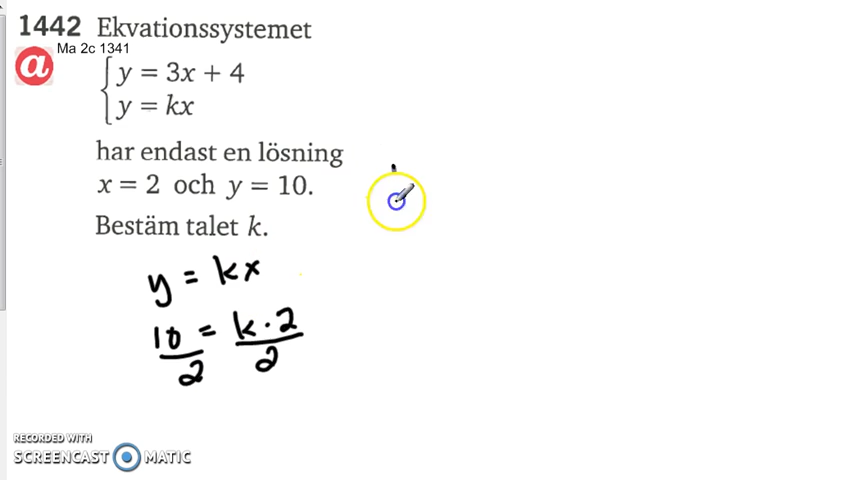 1442 Ekvationssystemet
Ma 2c 1341
a
y = 3x + 4
y = kx
har endast en lösning
x = 2 och y = 10.
Bestäm talet k.
y = kx
10/2 = k·2/2
RECORDED WITH
SCREENCAST MATIC